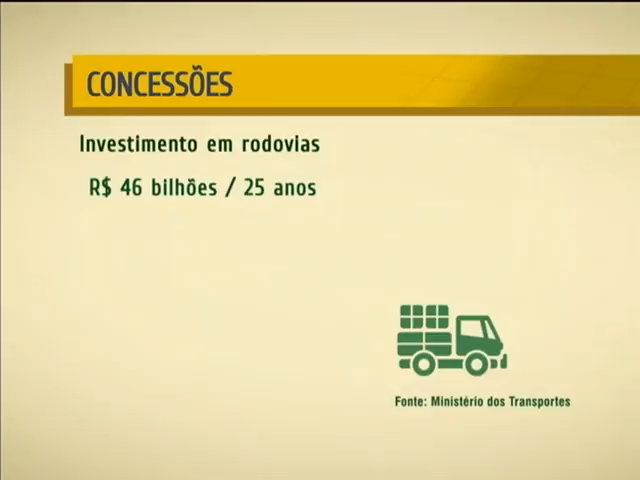 CONCESSÕES
Investimento em rodovias
R$ 46 bilhões / 25 anos
Fonte: Ministério dos Transportes